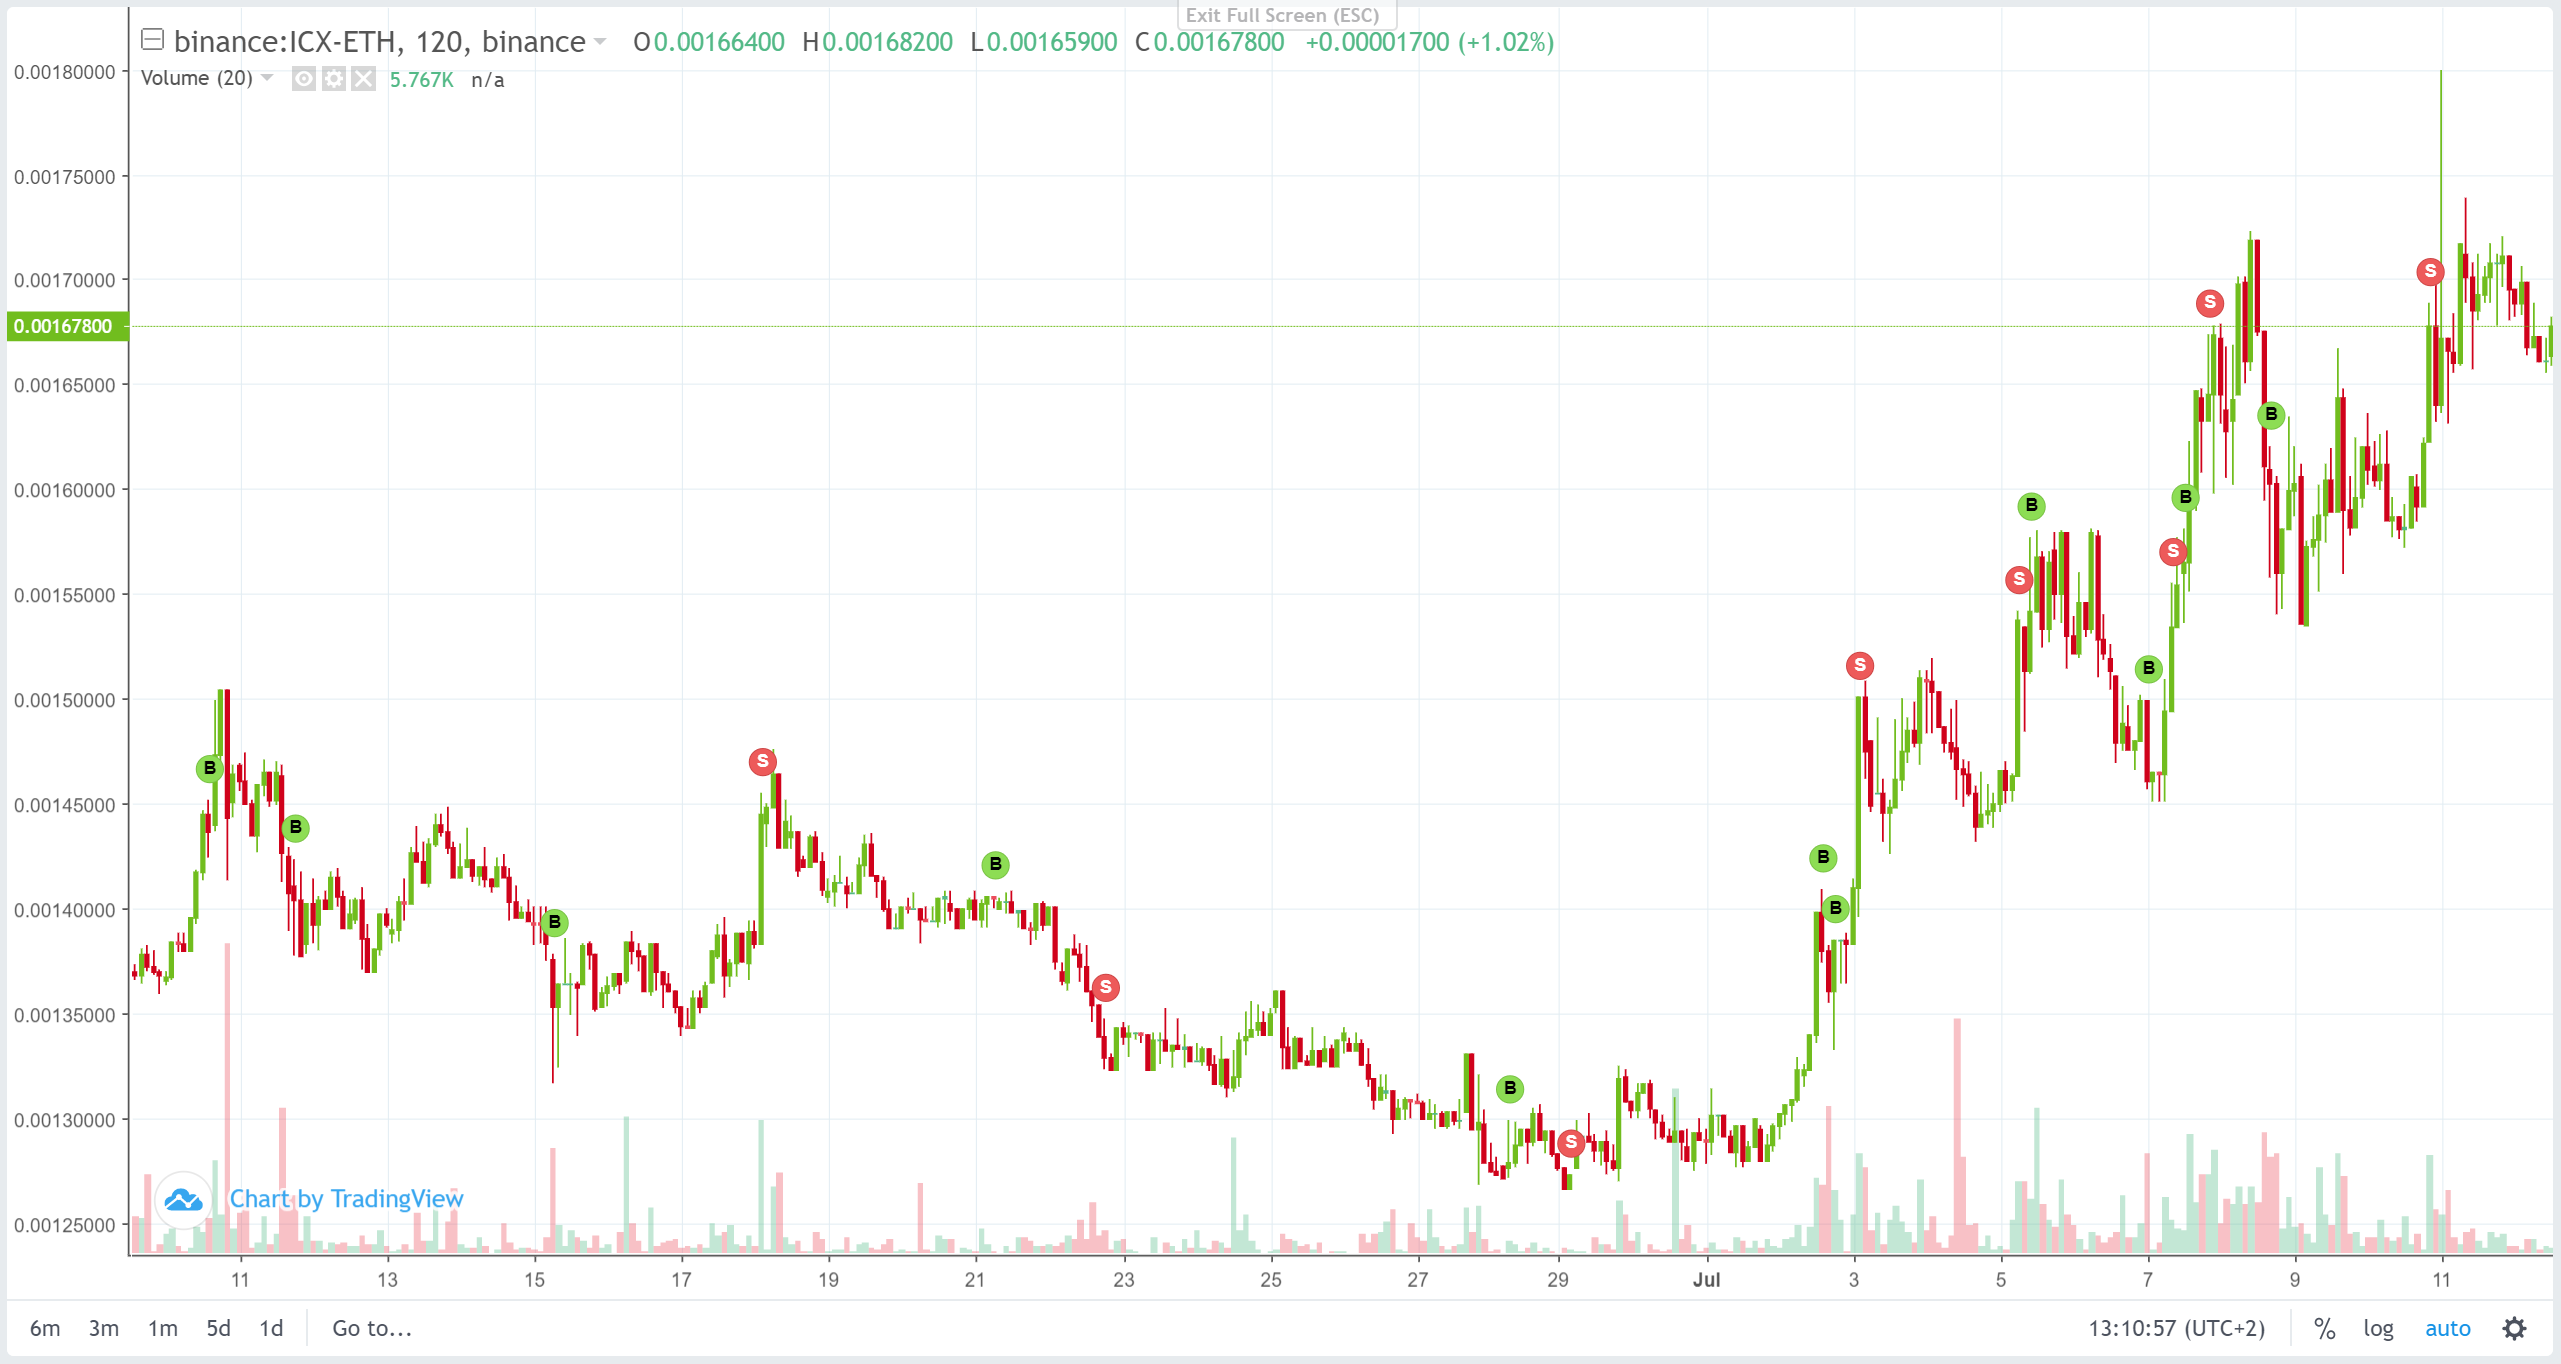 Exit Full Screen (ESC)
binance:ICX-ETH, 120, binance O0.00166400 H0.00168200 L0.00165900 C0.00167800 +0.00001700 (+1.02%)
Volume (20) 5.767K n/a
0.00180000
0.00175000
0.00170000
0.00167800
0.00165000
0.00160000
0.00155000
0.00150000
0.00145000
0.00140000
0.00135000
0.00130000
0.00125000
B
B
B
S
B
S
B
S
B
B
S
S
B
B
S
B
S
B
S
Chart by TradingView
11 13 15 17 19 21 23 25 27 29 Jul 3 5 7 9 11
6m 3m 1m 5d 1d Go to... 13:10:57 (UTC+2) % log auto